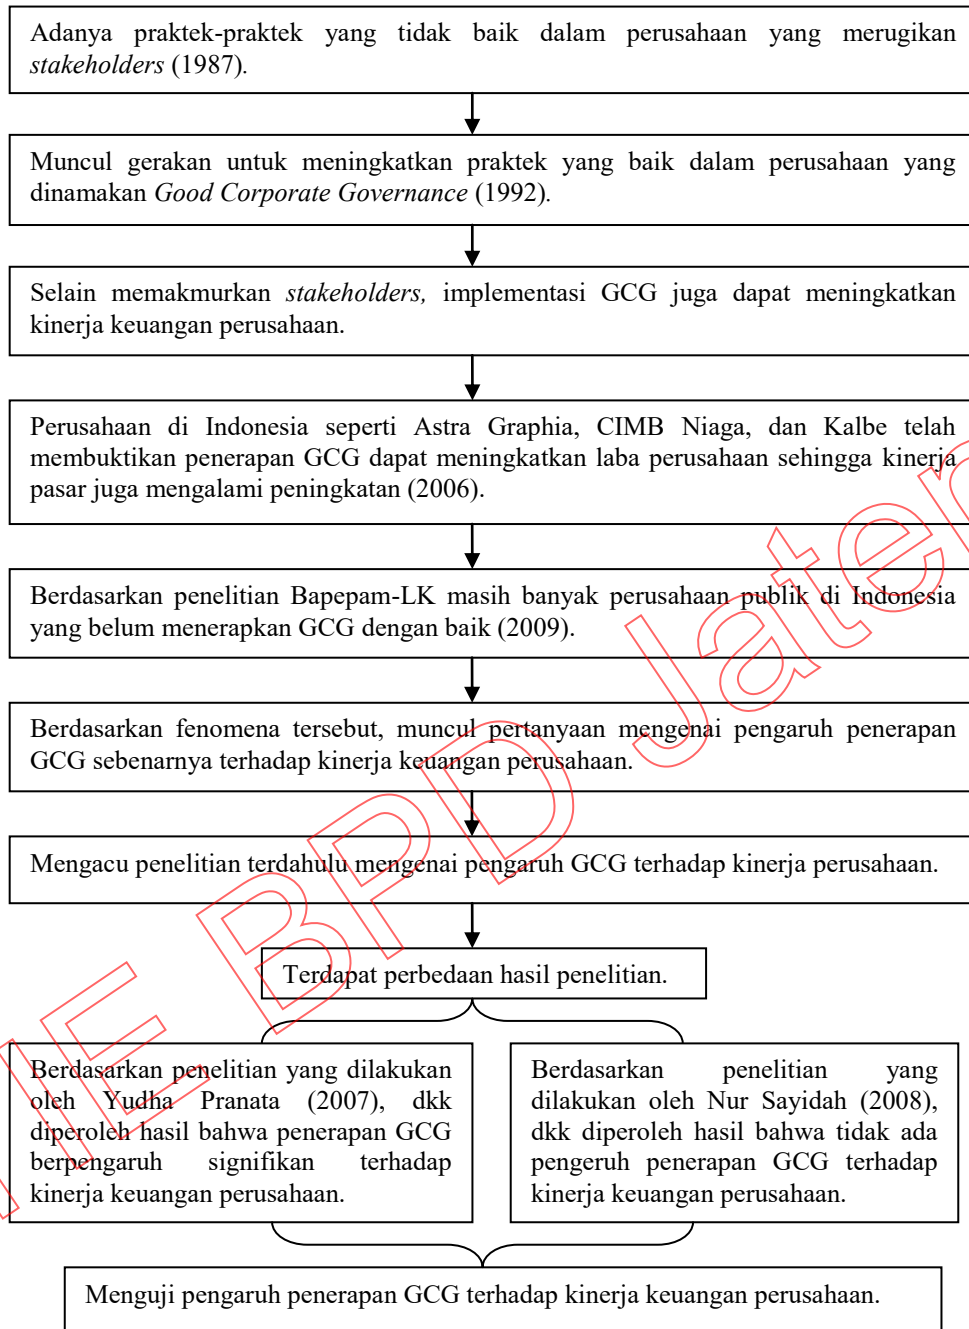 Adanya praktek-praktek yang tidak baik dalam perusahaan yang merugikan
stakeholders (1987).
Muncul gerakan untuk meningkatkan praktek yang baik dalam perusahaan yang
dinamakan Good Corporate Governance (1992).
Selain memakmurkan stakeholders, implementasi GCG juga dapat meningkatkan
kinerja keuangan perusahaan.
Perusahaan di Indonesia seperti Astra Graphia, CIMB Niaga, dan Kalbe telah
membuktikan penerapan GCG dapat meningkatkan laba perusahaan sehingga kinerja
pasar juga mengalami peningkatan (2006).
Berdasarkan penelitian Bapepam-LK masih banyak perusahaan publik di Indonesia
yang belum menerapkan GCG dengan baik (2009).
Berdasarkan fenomena tersebut, muncul pertanyaan mengenai pengaruh penerapan
GCG sebenarnya terhadap kinerja keuangan perusahaan.
Mengacu penelitian terdahulu mengenai pengaruh GCG terhadap kinerja perusahaan.
Terdapat perbedaan hasil penelitian.
Berdasarkan penelitian yang dilakukan
oleh Yudha Pranata (2007), dkk
diperoleh hasil bahwa penerapan GCG
berpengaruh signifikan terhadap
kinerja keuangan perusahaan.
Berdasarkan penelitian yang
dilakukan oleh Nur Sayidah (2008),
dkk diperoleh hasil bahwa tidak ada
pengeruh penerapan GCG terhadap
kinerja keuangan perusahaan.
Menguji pengaruh penerapan GCG terhadap kinerja keuangan perusahaan.
IE BPD Jaten